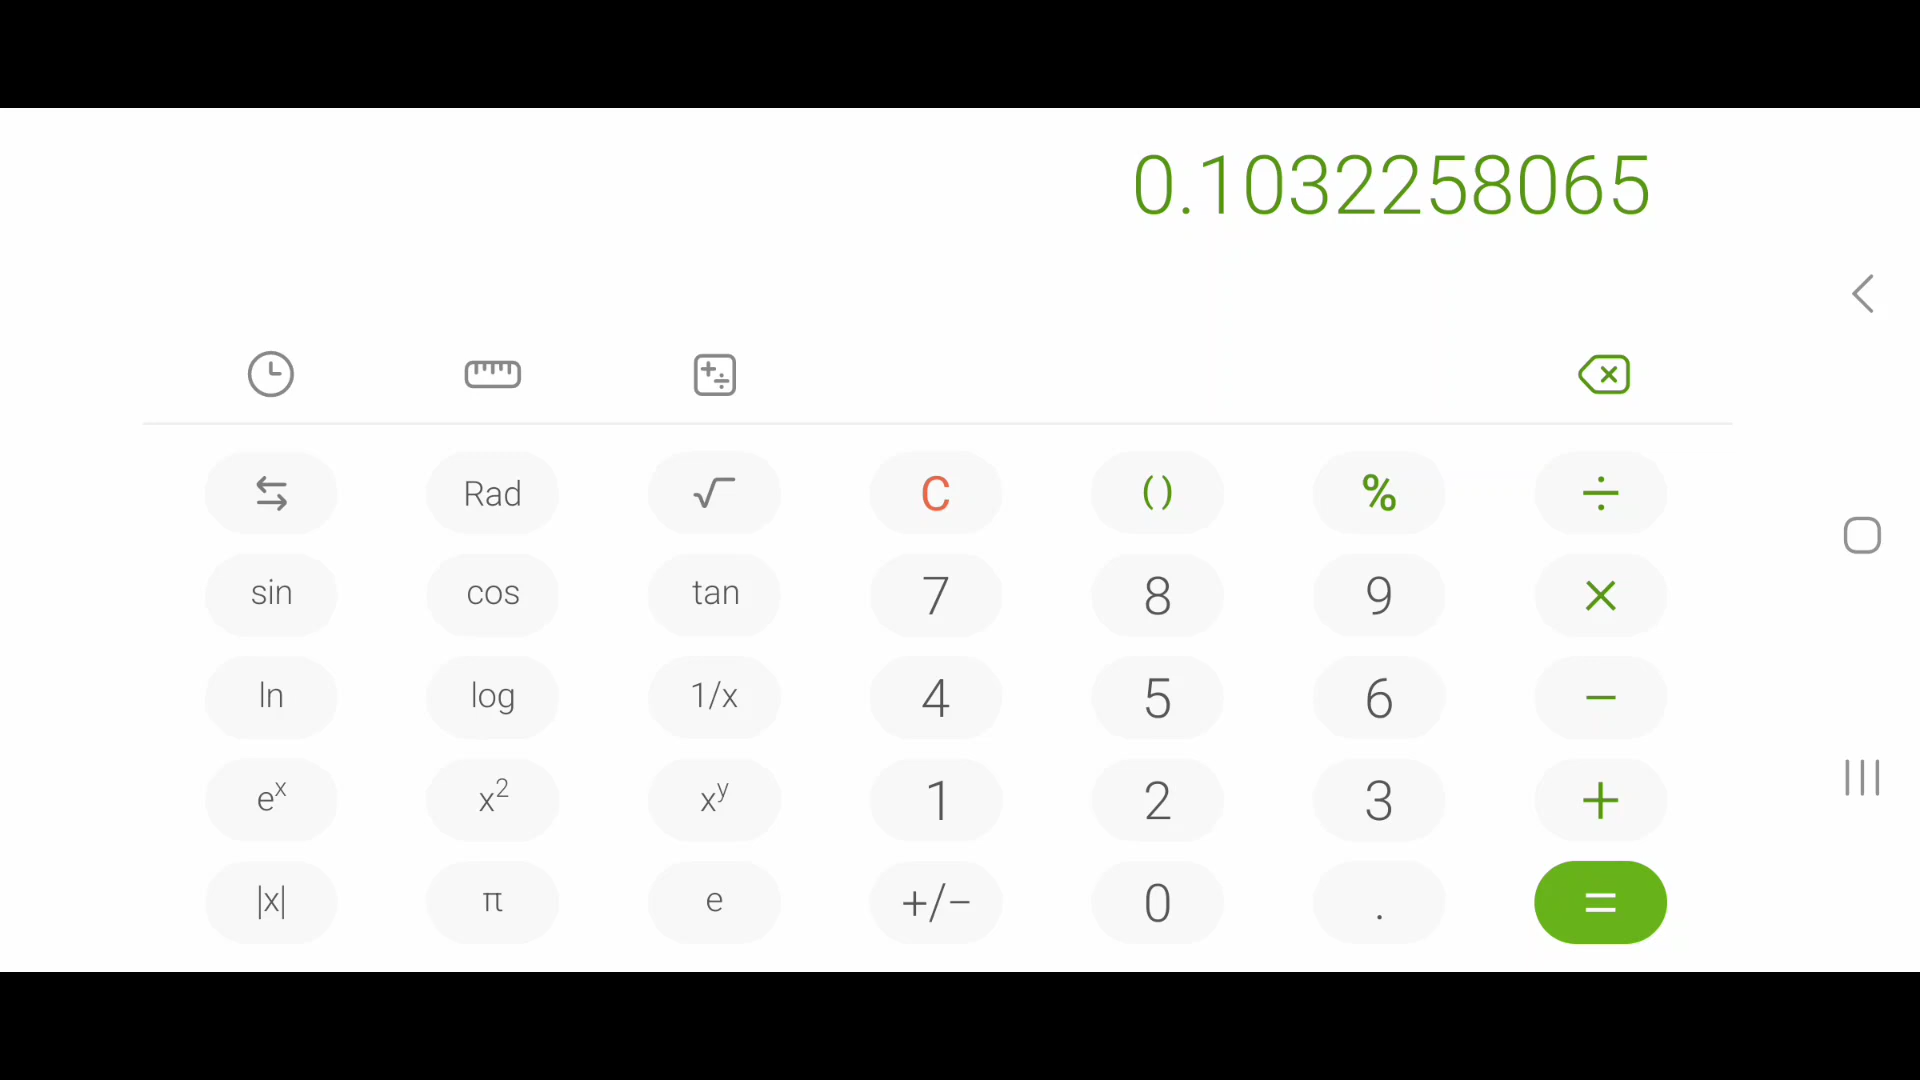 0.1032258065
Rad √ C ( ) % ÷
sin cos tan 7 8 9 ×
ln log 1/x 4 5 6 −
eˣ x² xʸ 1 2 3 +
|x| π e +/− 0 . =